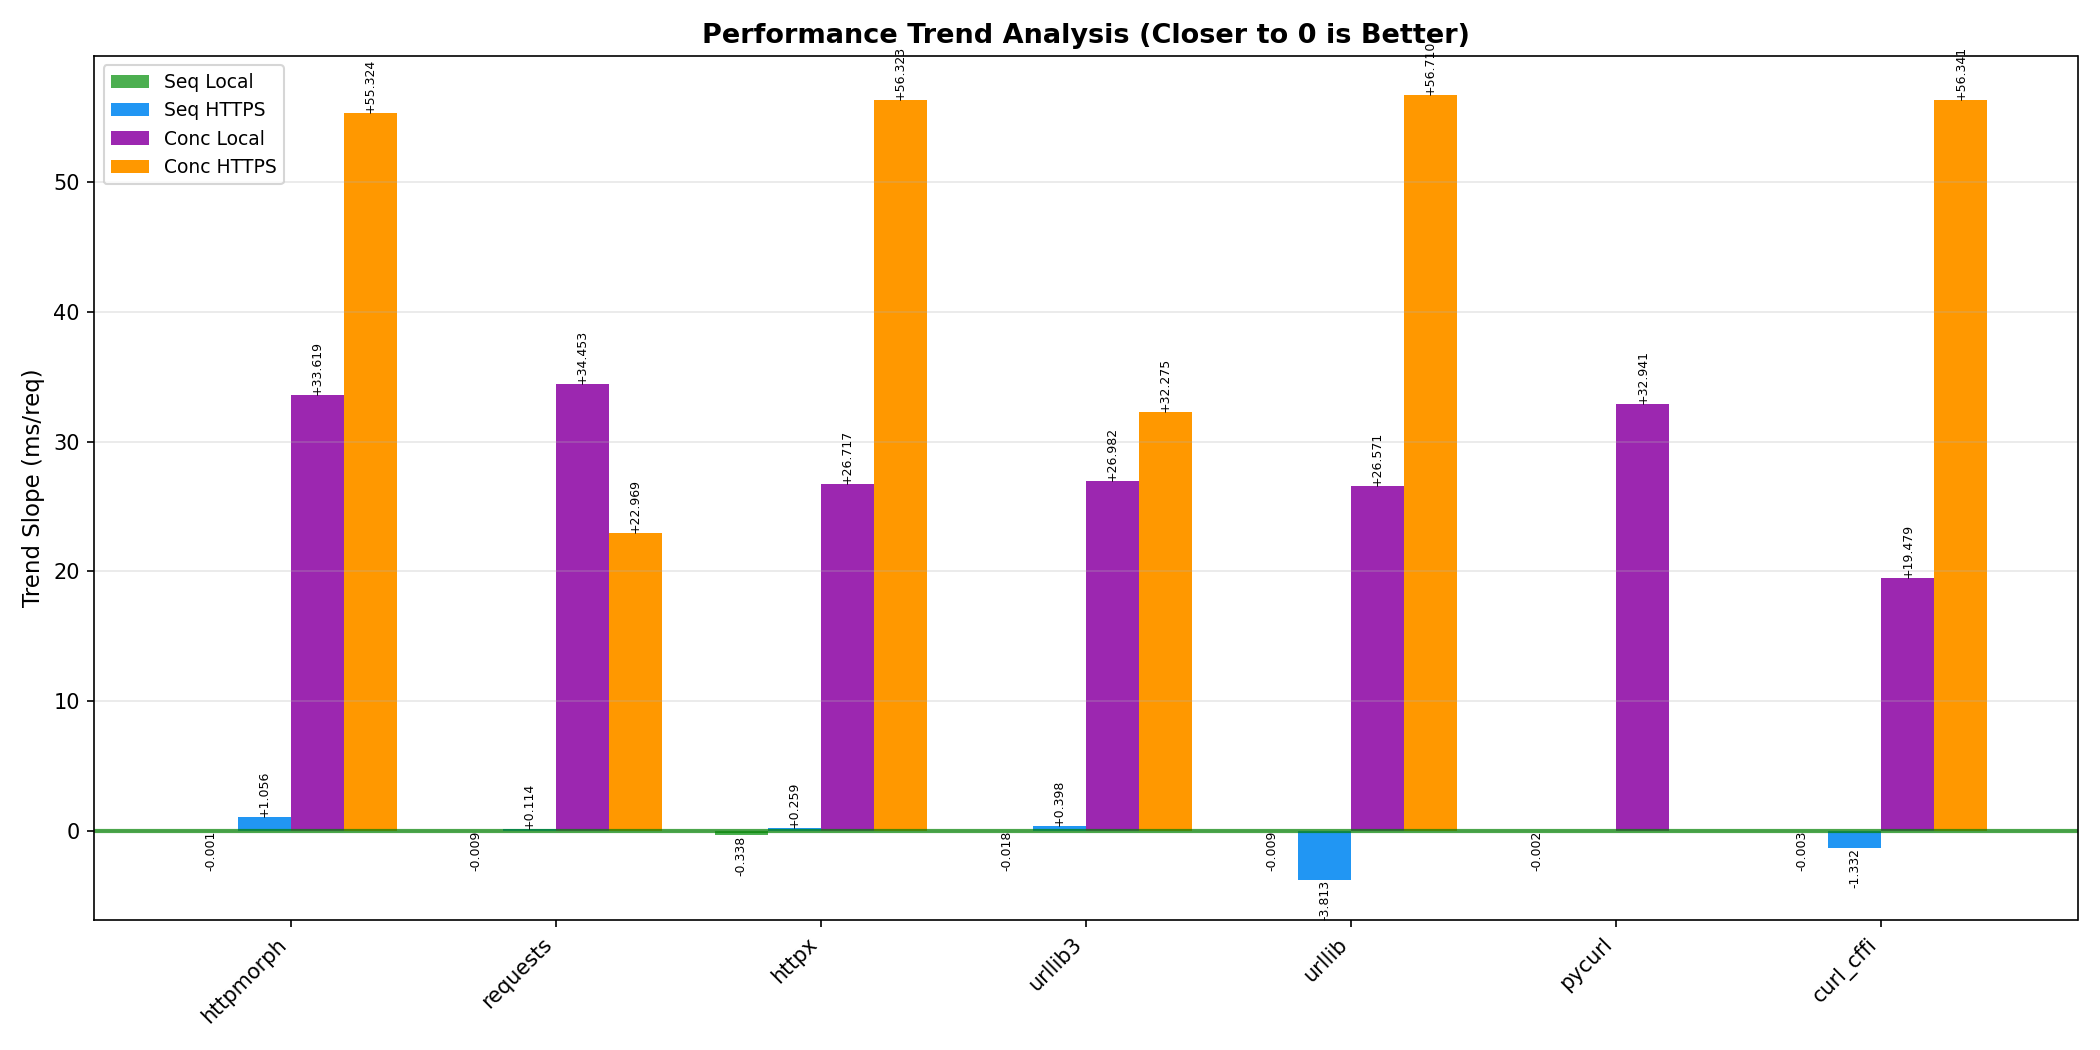 Performance Trend Analysis (Closer to 0 is Better)
Seq Local
Seq HTTPS
Conc Local
Conc HTTPS
Trend Slope (ms/req)
50
40
30
20
10
0
-0.001
+1.056
+33.619
+55.324
-0.009
+0.114
+34.453
+22.969
-0.338
+0.259
+26.717
+56.323
-0.018
+0.398
+26.982
+32.275
-0.009
-3.813
+26.571
+56.710
-0.002
+32.941
-0.003
-1.332
+19.479
+56.341
httpmorph
requests
httpx
urllib3
urllib
pycurl
curl_cffi